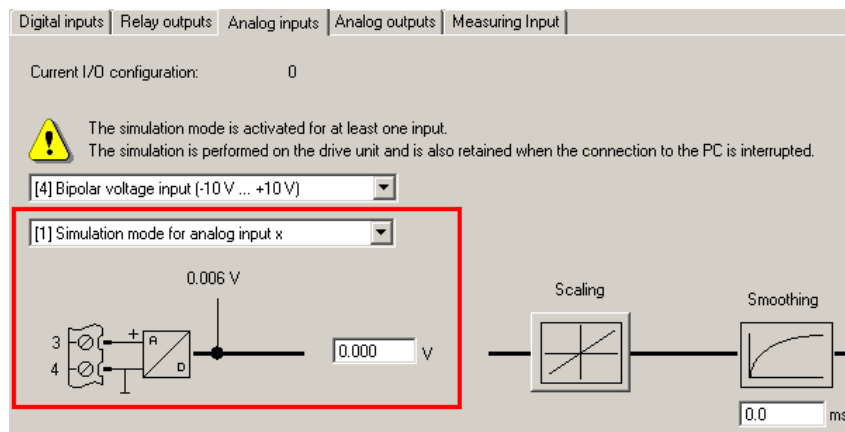 Digital inputs Relay outputs Analog inputs Analog outputs Measuring Input
Current I/O configuration: 0
!
The simulation mode is activated for at least one input.
The simulation is performed on the drive unit and is also retained when the connection to the PC is interrupted.
[4] Bipolar voltage input (-10 V ... +10 V)
[1] Simulation mode for analog input x
0.006 V
Scaling
Smoothing
3 + A
4 D
0.000 V
0.0 ms